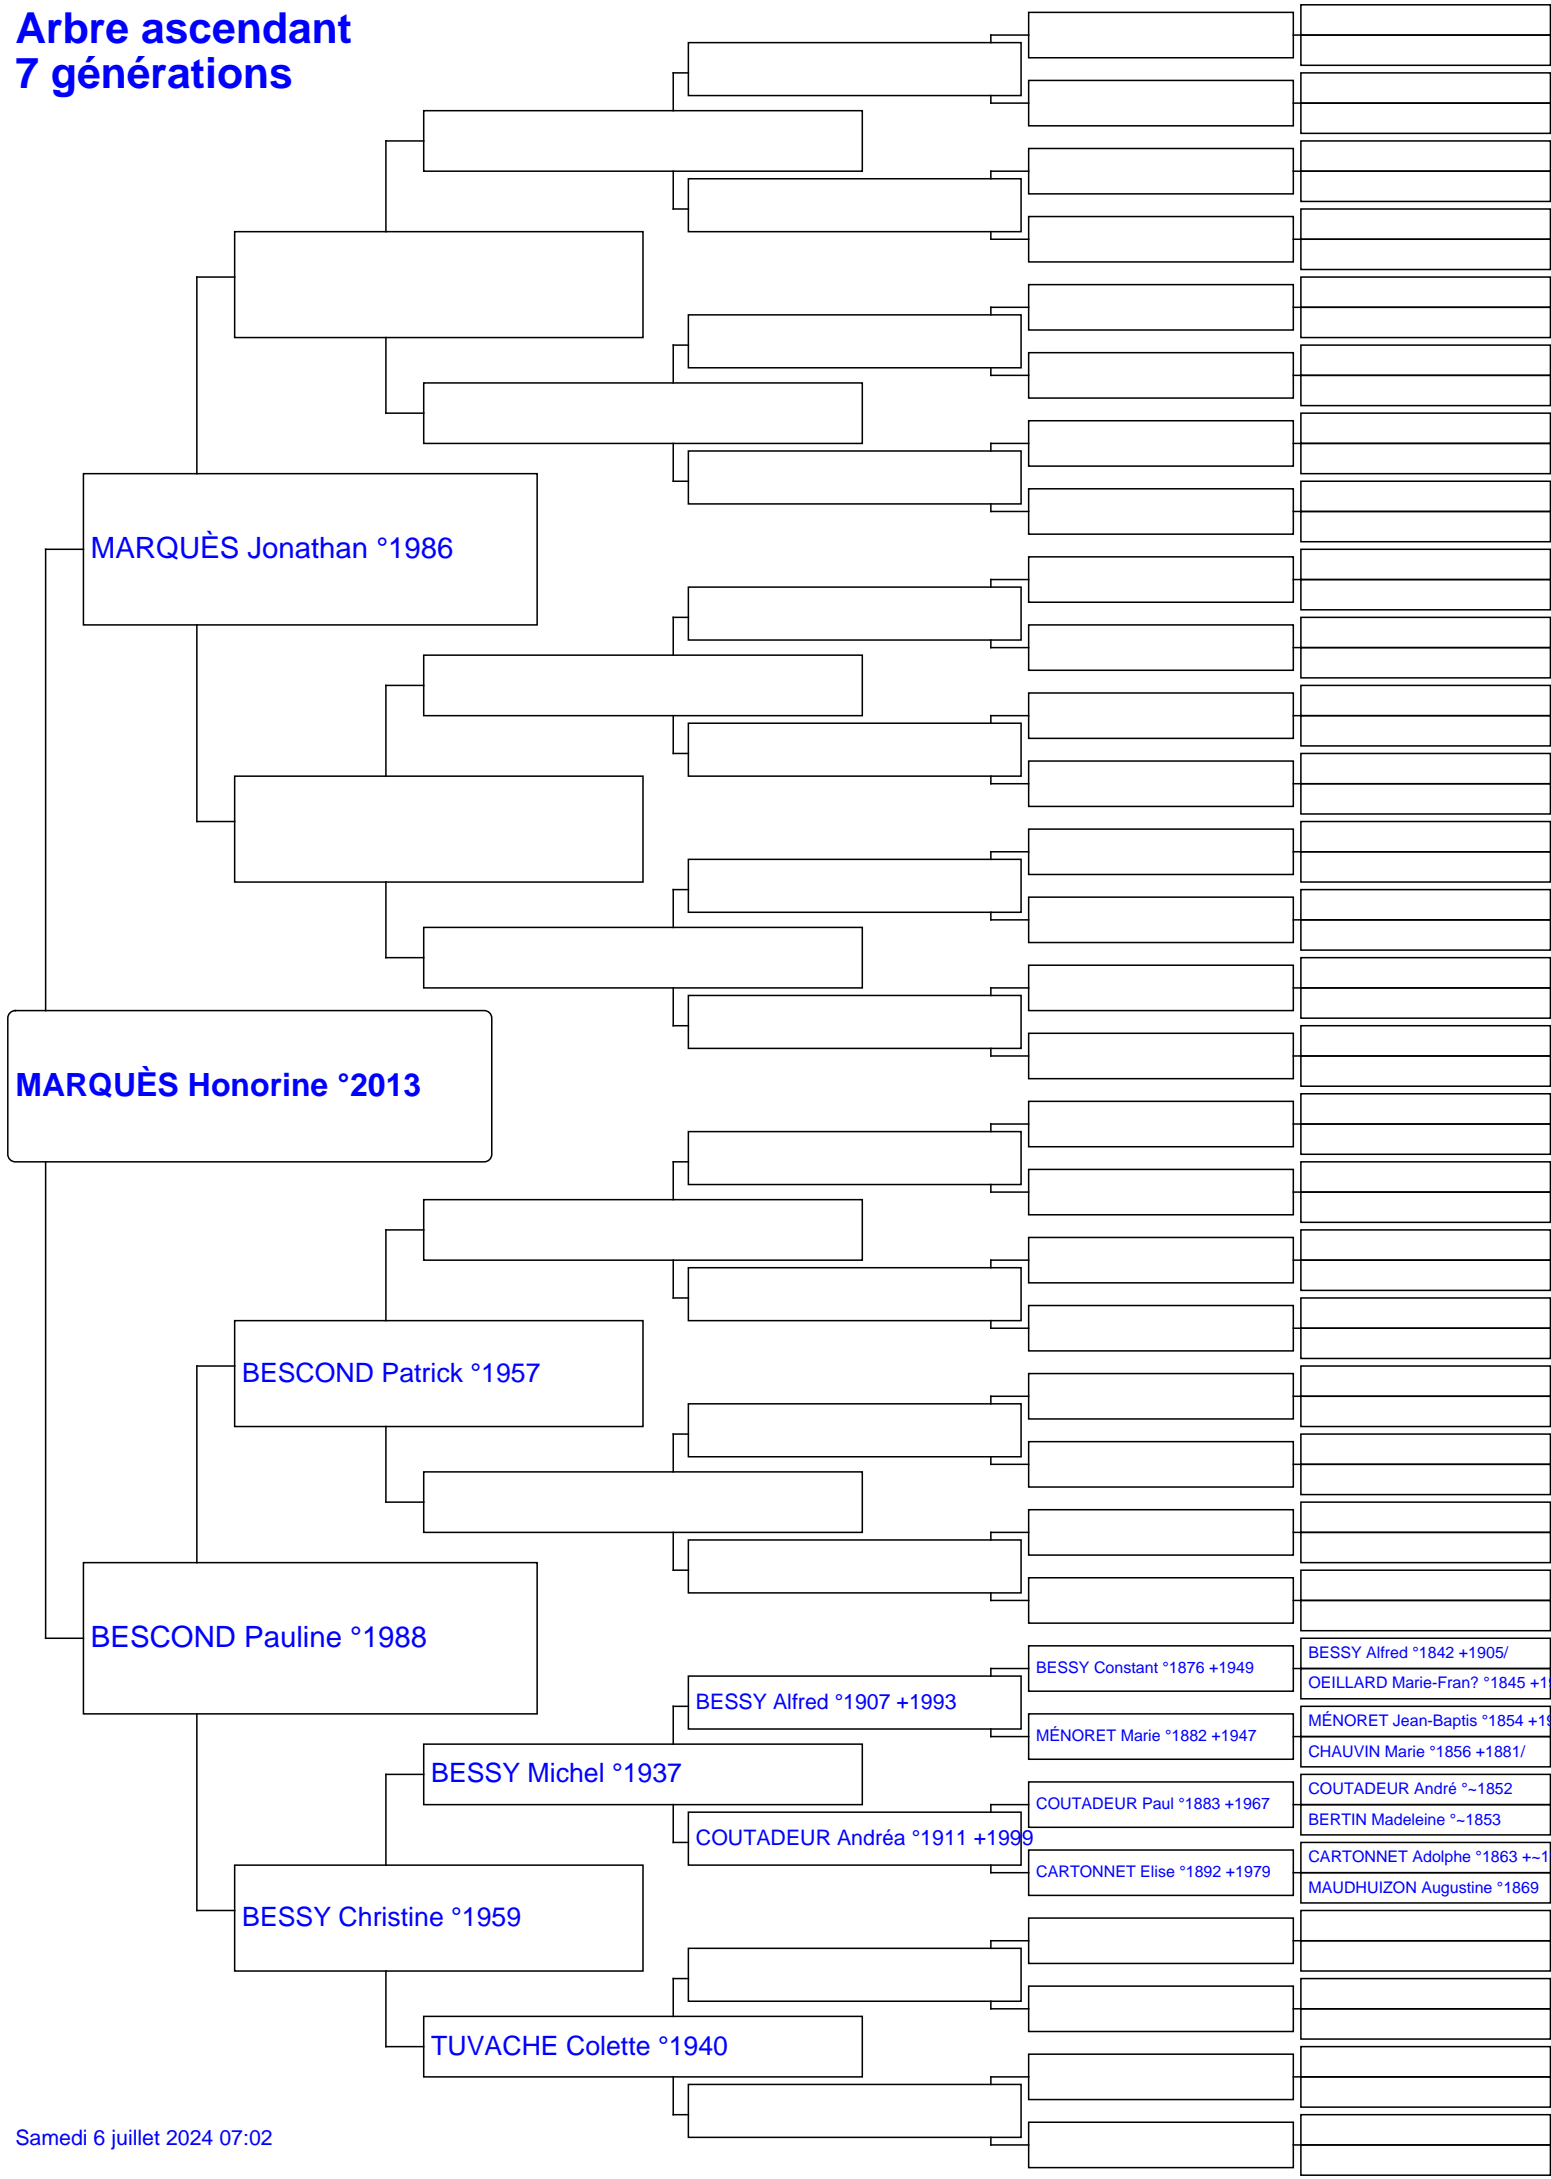 Arbre ascendant
7 générations
MARQUÈS Jonathan °1986
MARQUÈS Honorine °2013
BESCOND Patrick °1957
BESCOND Pauline °1988
BESSY Alfred °1842 +1905/
BESSY Constant °1876 +1949
OEILLARD Marie-Fran? °1845 +1
BESSY Alfred °1907 +1993
MÉNORET Jean-Baptis °1854 +19
MÉNORET Marie °1882 +1947
CHAUVIN Marie °1856 +1881/
BESSY Michel °1937
COUTADEUR André °~1852
COUTADEUR Paul °1883 +1967
BERTIN Madeleine °~1853
COUTADEUR Andréa °1911 +1999
CARTONNET Adolphe °1863 +~1
CARTONNET Elise °1892 +1979
MAUDHUIZON Augustine °1869
BESSY Christine °1959
TUVACHE Colette °1940
Samedi 6 juillet 2024 07:02